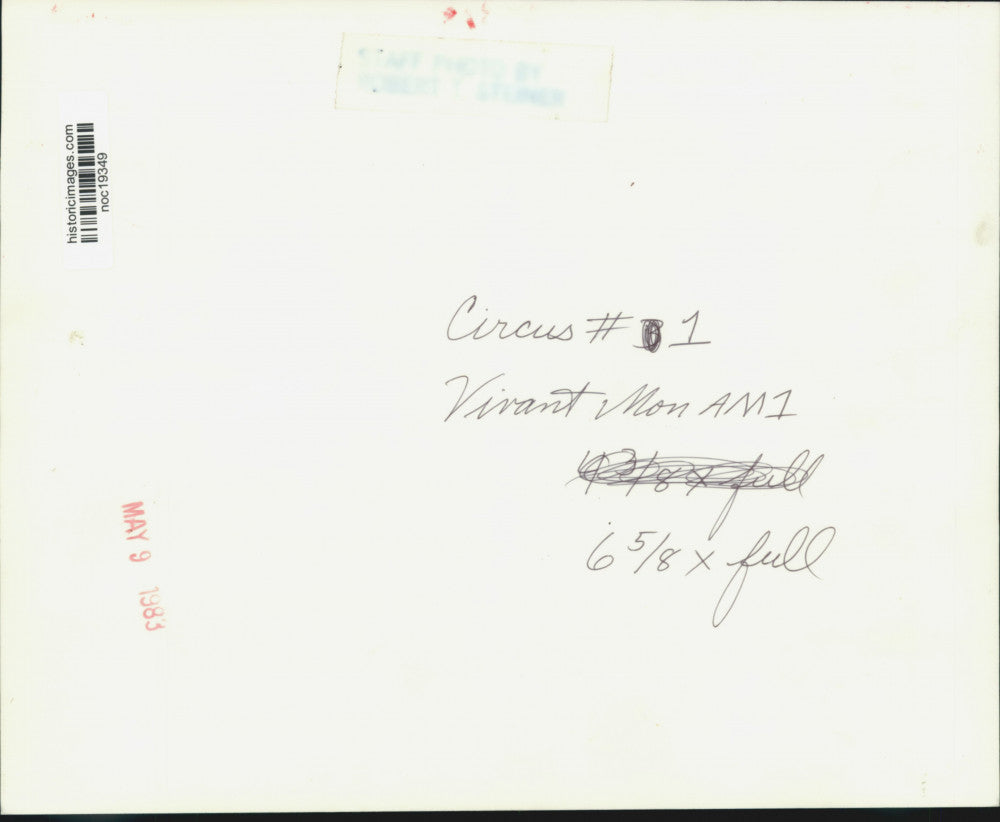 STAFF PHOTO BY
ROBERT T. STEINER
historicimages.com
noc19349
Circus # 1
Vivant Mon AM1
6 5/8 x full
MAY 9 1983